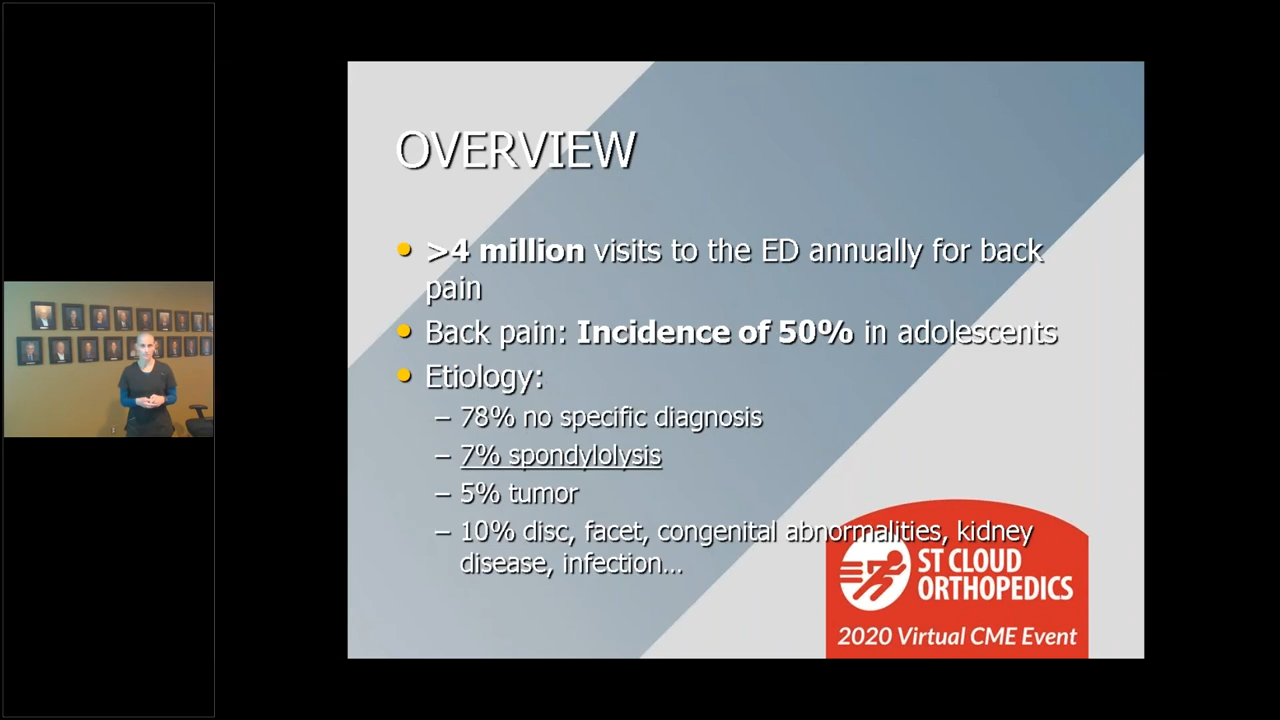 OVERVIEW
• >4 million visits to the ED annually for back
pain
• Back pain: Incidence of 50% in adolescents
• Etiology:
– 78% no specific diagnosis
– 7% spondylolysis
– 5% tumor
– 10% disc, facet, congenital abnormalities, kidney
disease, infection…
ST CLOUD
ORTHOPEDICS
2020 Virtual CME Event